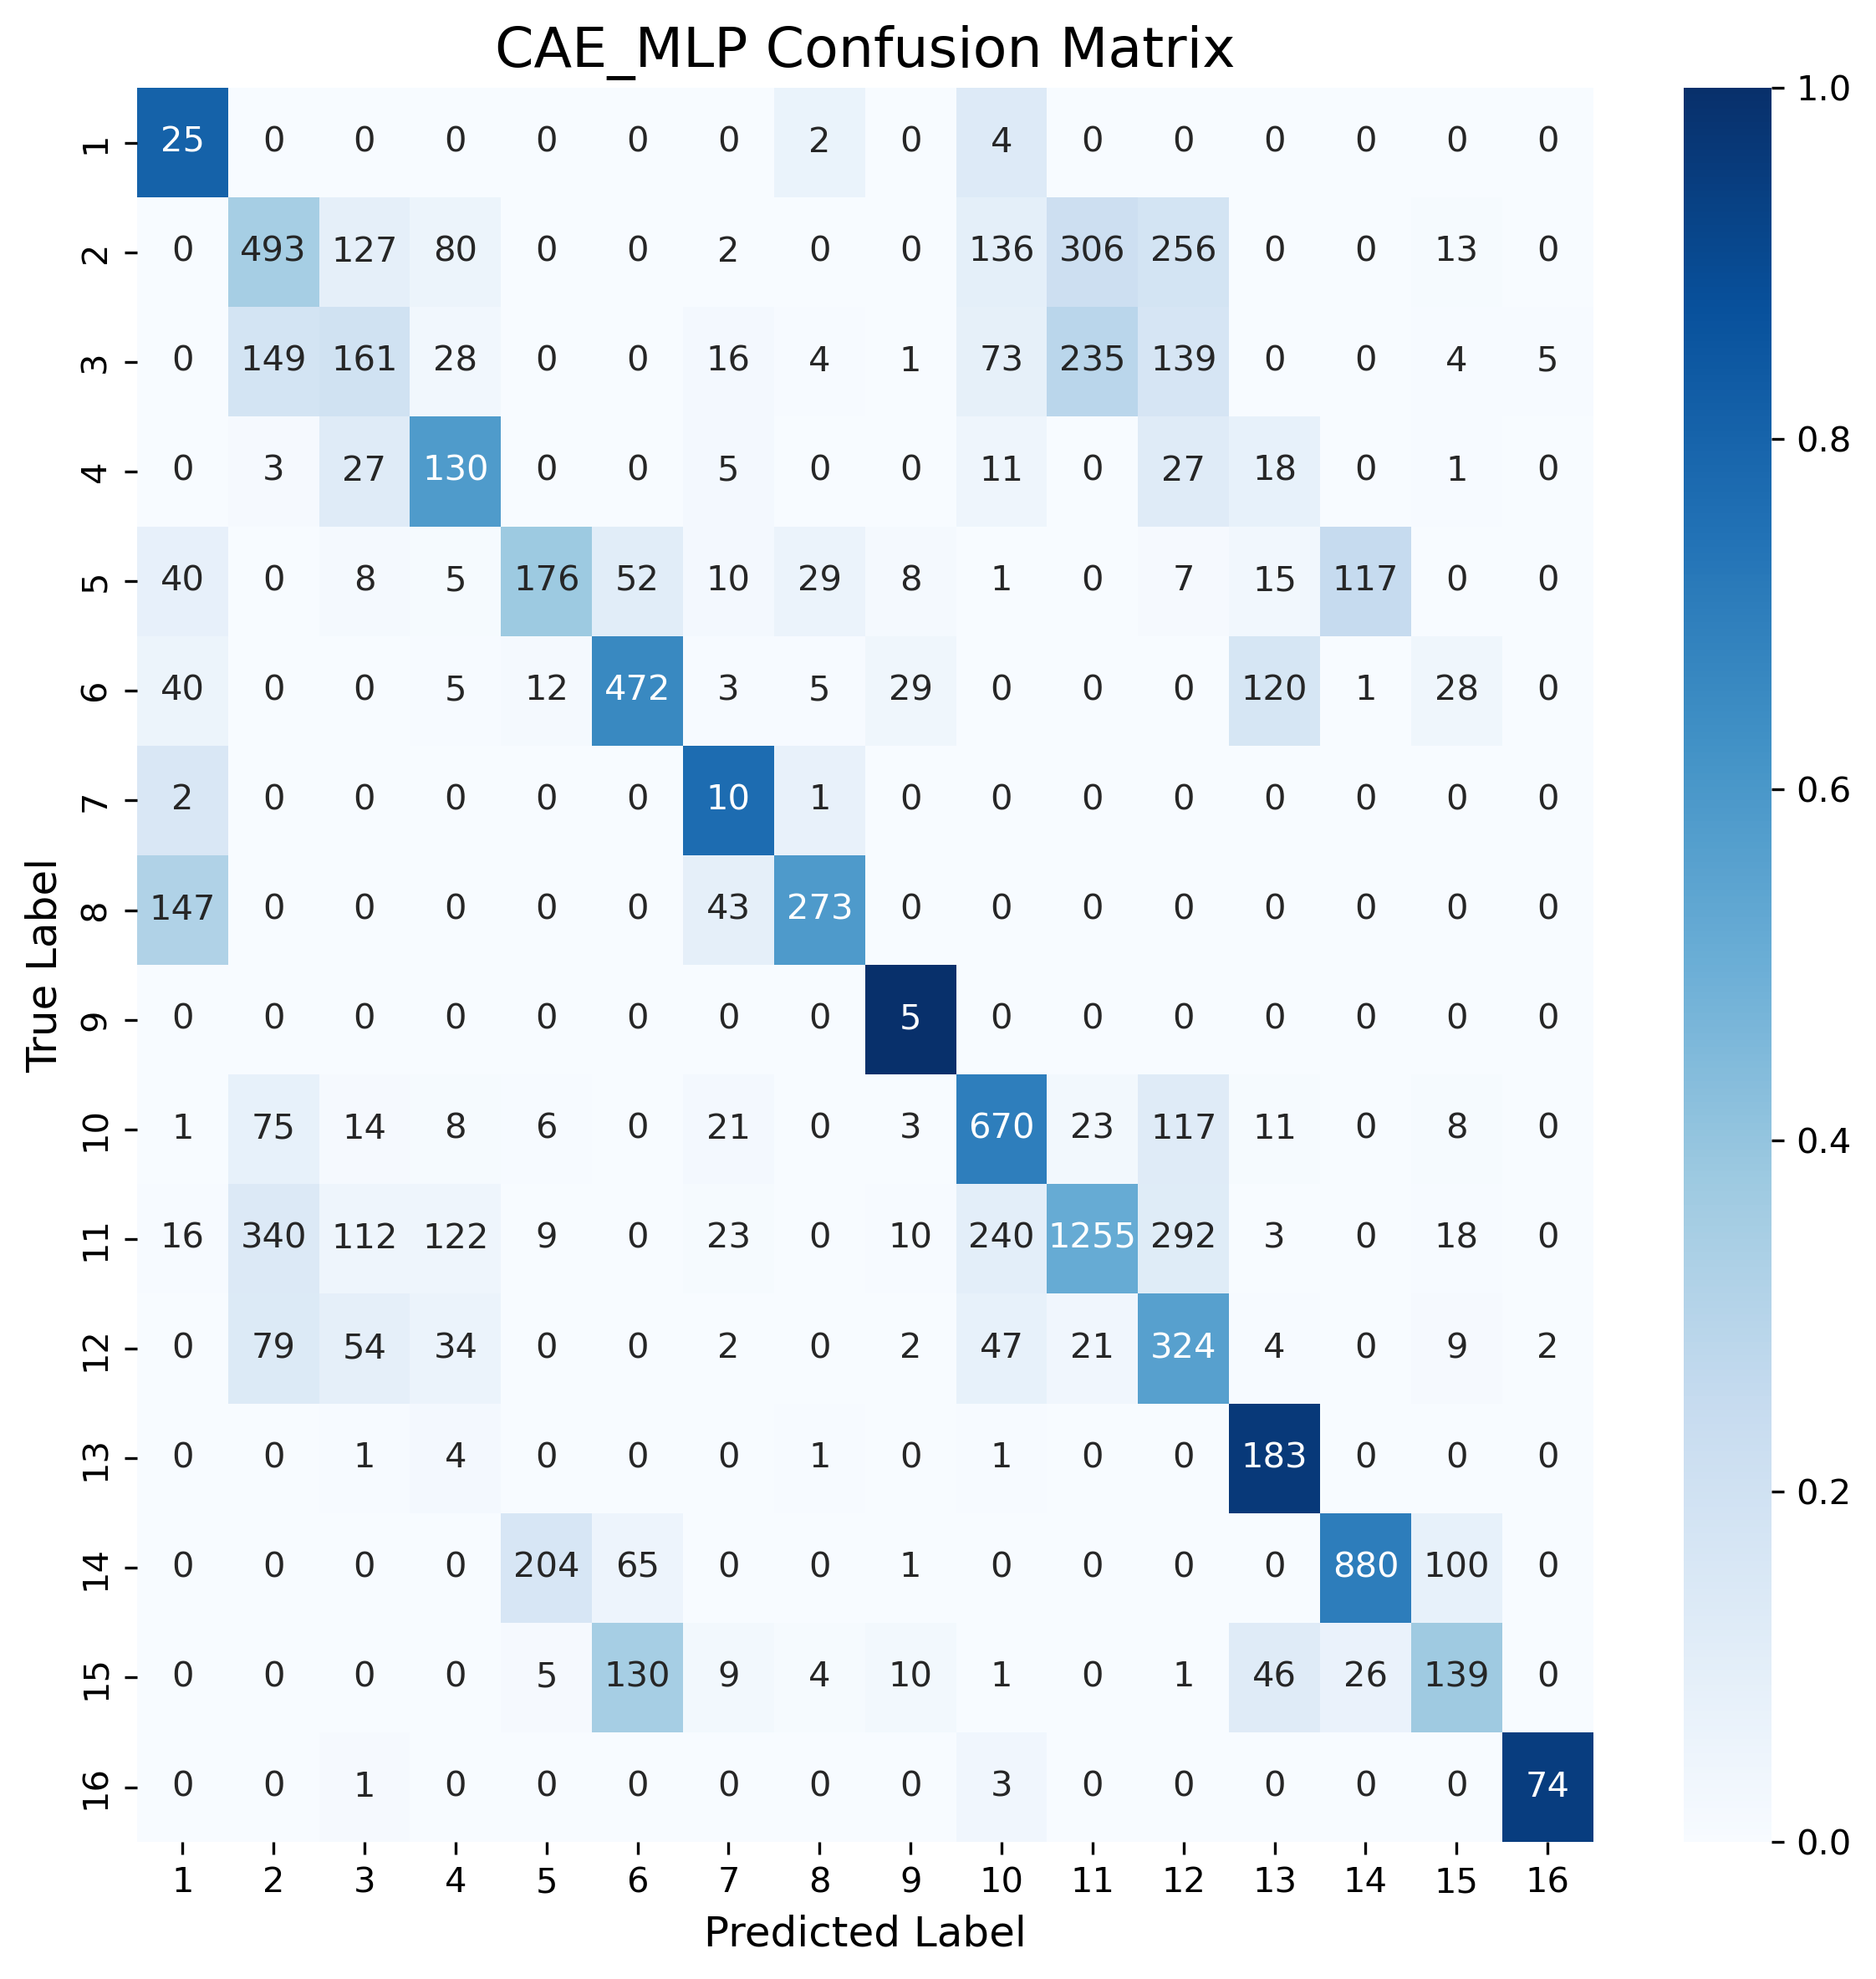 CAE_MLP Confusion Matrix
1 25 0 0 0 0 0 0 2 0 4 0 0 0 0 0 0
2 0 493 127 80 0 0 2 0 0 136 306 256 0 0 13 0
3 0 149 161 28 0 0 16 4 1 73 235 139 0 0 4 5
4 0 3 27 130 0 0 5 0 0 11 0 27 18 0 1 0
5 40 0 8 5 176 52 10 29 8 1 0 7 15 117 0 0
6 40 0 0 5 12 472 3 5 29 0 0 0 120 1 28 0
7 2 0 0 0 0 0 10 1 0 0 0 0 0 0 0 0
8 147 0 0 0 0 0 43 273 0 0 0 0 0 0 0 0
9 0 0 0 0 0 0 0 0 5 0 0 0 0 0 0 0
10 1 75 14 8 6 0 21 0 3 670 23 117 11 0 8 0
11 16 340 112 122 9 0 23 0 10 240 1255 292 3 0 18 0
12 0 79 54 34 0 0 2 0 2 47 21 324 4 0 9 2
13 0 0 1 4 0 0 0 1 0 1 0 0 183 0 0 0
14 0 0 0 0 204 65 0 0 1 0 0 0 0 880 100 0
15 0 0 0 0 5 130 9 4 10 1 0 1 46 26 139 0
16 0 0 1 0 0 0 0 0 0 3 0 0 0 0 0 74
1 2 3 4 5 6 7 8 9 10 11 12 13 14 15 16
Predicted Label
True Label
1.0
0.8
0.6
0.4
0.2
0.0